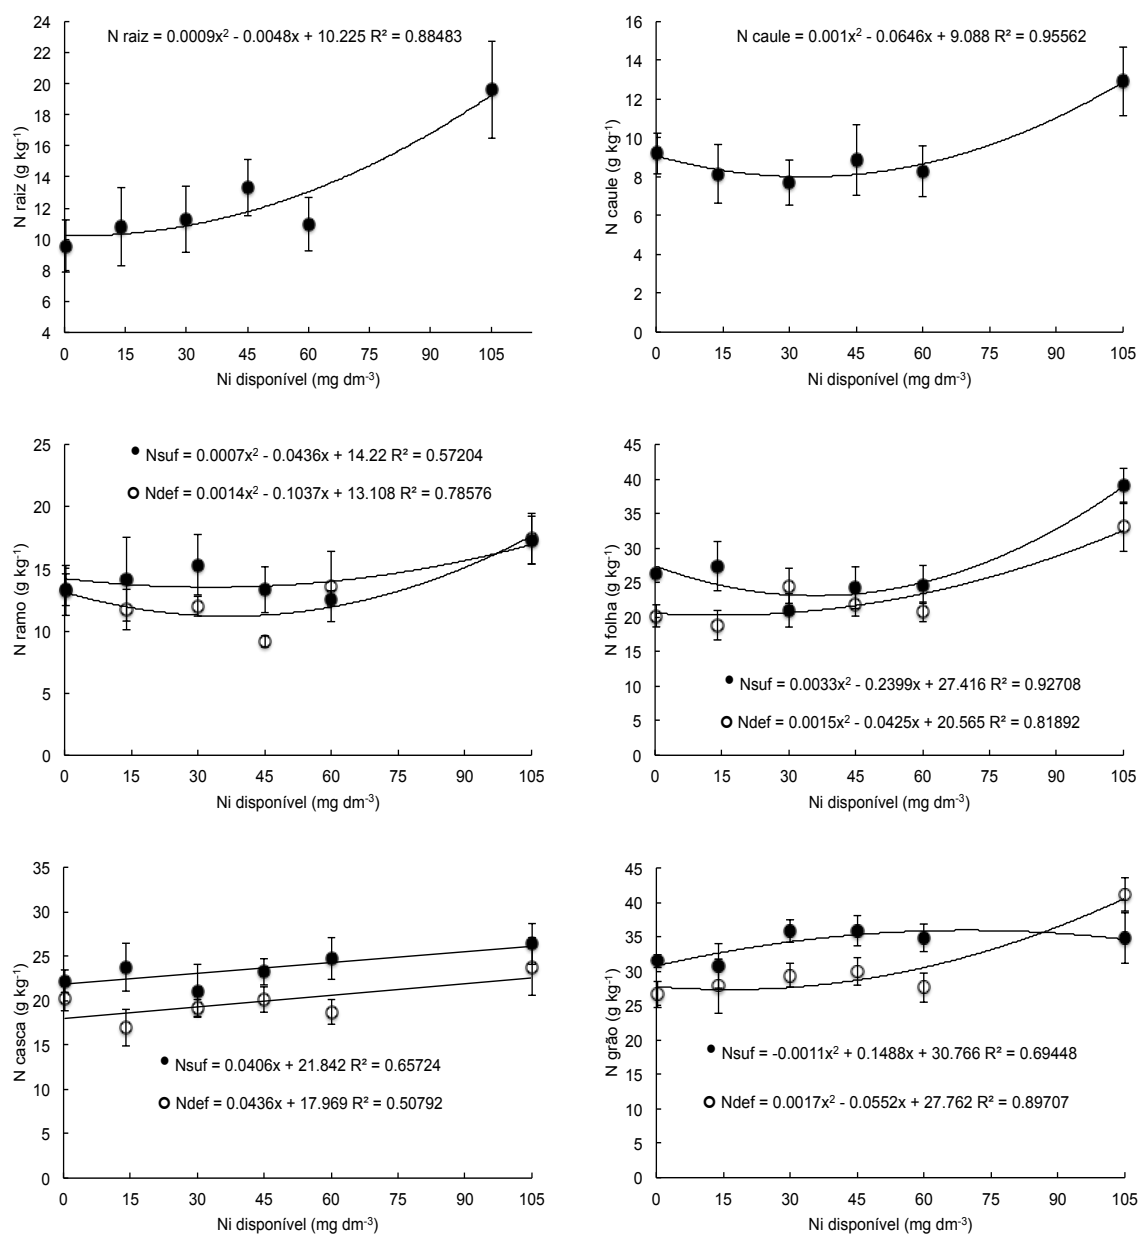 N raiz = 0.0009x² - 0.0048x + 10.225 R² = 0.88483
N raiz (g kg⁻¹)
24
22
20
18
16
14
12
10
8
6
4
0 15 30 45 60 75 90 105
Ni disponível (mg dm⁻³)
N caule = 0.001x² - 0.0646x + 9.088 R² = 0.95562
N caule (g kg⁻¹)
16
14
12
10
8
6
4
2
0
0 15 30 45 60 75 90 105
Ni disponível (mg dm⁻³)
Nsuf = 0.0007x² - 0.0436x + 14.22 R² = 0.57204
Ndef = 0.0014x² - 0.1037x + 13.108 R² = 0.78576
N ramo (g kg⁻¹)
25
20
15
10
5
0
0 15 30 45 60 75 90 105
Ni disponível (mg dm⁻³)
N folha (g kg⁻¹)
45
40
35
30
25
20
15
10
5
0
Nsuf = 0.0033x² - 0.2399x + 27.416 R² = 0.92708
Ndef = 0.0015x² - 0.0425x + 20.565 R² = 0.81892
0 15 30 45 60 75 90 105
Ni disponível (mg dm⁻³)
N casca (g kg⁻¹)
35
30
25
20
15
10
5
0
Nsuf = 0.0406x + 21.842 R² = 0.65724
Ndef = 0.0436x + 17.969 R² = 0.50792
0 15 30 45 60 75 90 105
Ni disponível (mg dm⁻³)
N grão (g kg⁻¹)
45
40
35
30
25
20
15
10
5
0
Nsuf = -0.0011x² + 0.1488x + 30.766 R² = 0.69448
Ndef = 0.0017x² - 0.0552x + 27.762 R² = 0.89707
0 15 30 45 60 75 90 105
Ni disponível (mg dm⁻³)